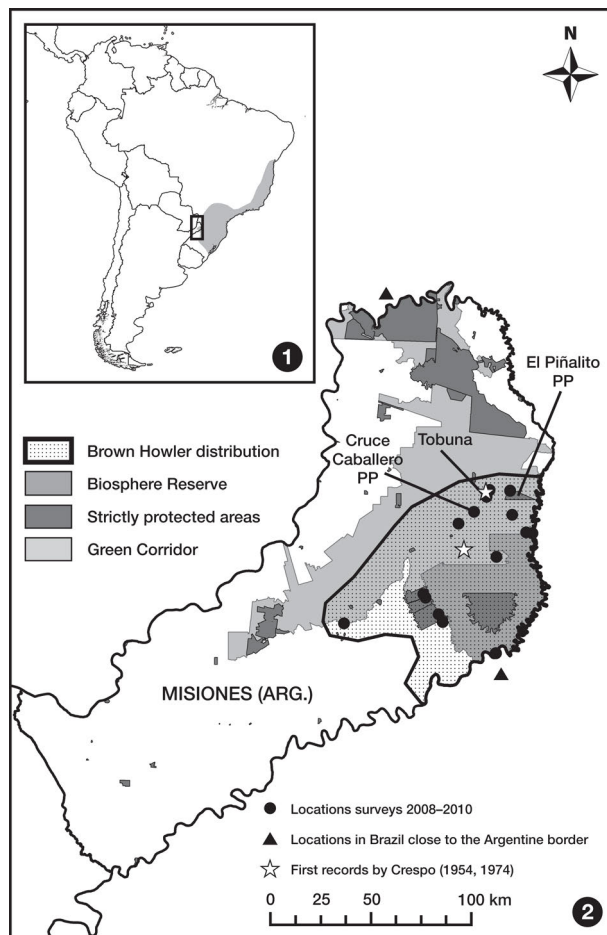 N
1
El Piñalito
PP
Cruce
Caballero
PP
Tobuna
Brown Howler distribution
Biosphere Reserve
Strictly protected areas
Green Corridor
MISIONES (ARG.)
Locations surveys 2008–2010
Locations in Brazil close to the Argentine border
First records by Crespo (1954, 1974)
0 25 50 100 km
2